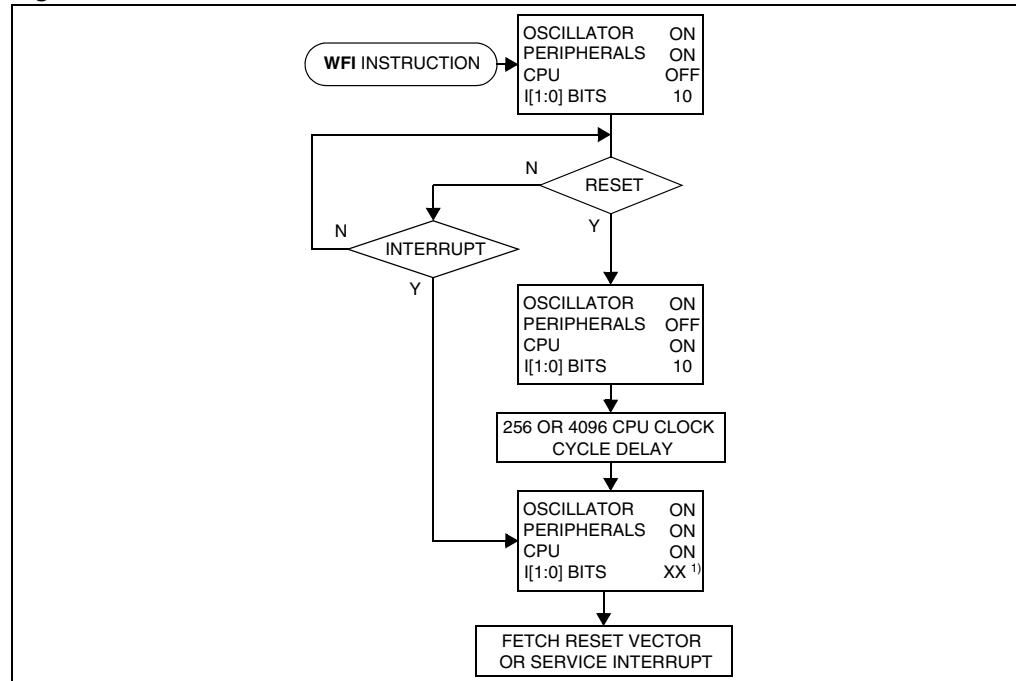 WFI INSTRUCTION
OSCILLATOR ON
PERIPHERALS ON
CPU OFF
I[1:0] BITS 10
N
RESET
Y
N
INTERRUPT
Y
OSCILLATOR ON
PERIPHERALS OFF
CPU ON
I[1:0] BITS 10
256 OR 4096 CPU CLOCK
CYCLE DELAY
OSCILLATOR ON
PERIPHERALS ON
CPU ON
I[1:0] BITS XX 1)
FETCH RESET VECTOR
OR SERVICE INTERRUPT